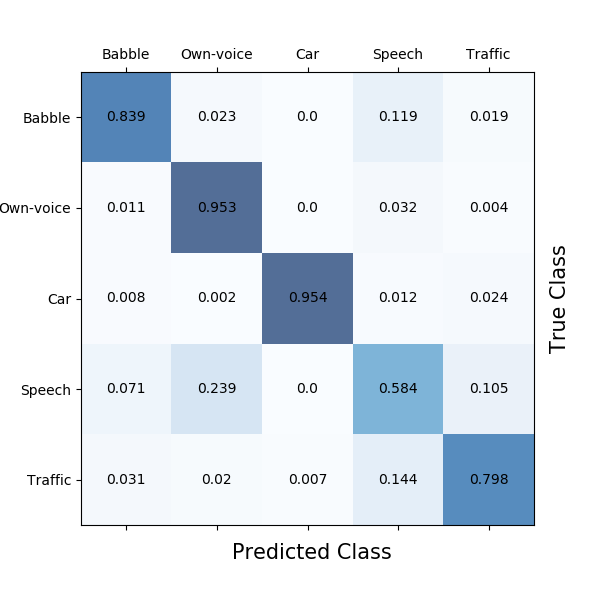 Babble Own-voice Car Speech Traffic
Babble 0.839 0.023 0.0 0.119 0.019
Own-voice 0.011 0.953 0.0 0.032 0.004
Car 0.008 0.002 0.954 0.012 0.024
Speech 0.071 0.239 0.0 0.584 0.105
Traffic 0.031 0.02 0.007 0.144 0.798
True Class
Predicted Class